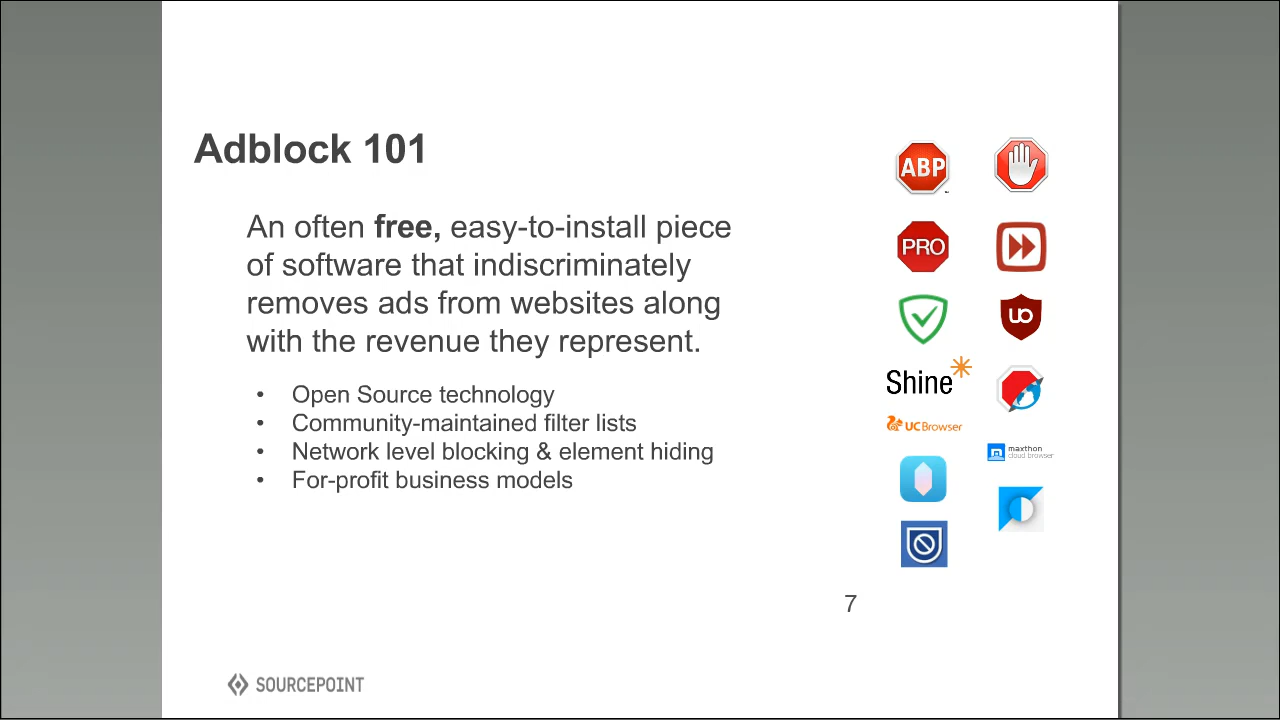 Adblock 101
An often free, easy-to-install piece
of software that indiscriminately
removes ads from websites along
with the revenue they represent.
• Open Source technology
• Community-maintained filter lists
• Network level blocking & element hiding
• For-profit business models
ABP
PRO
UO
Shine
UC Browser
m
maxthon
cloud browser
7
SOURCEPOINT